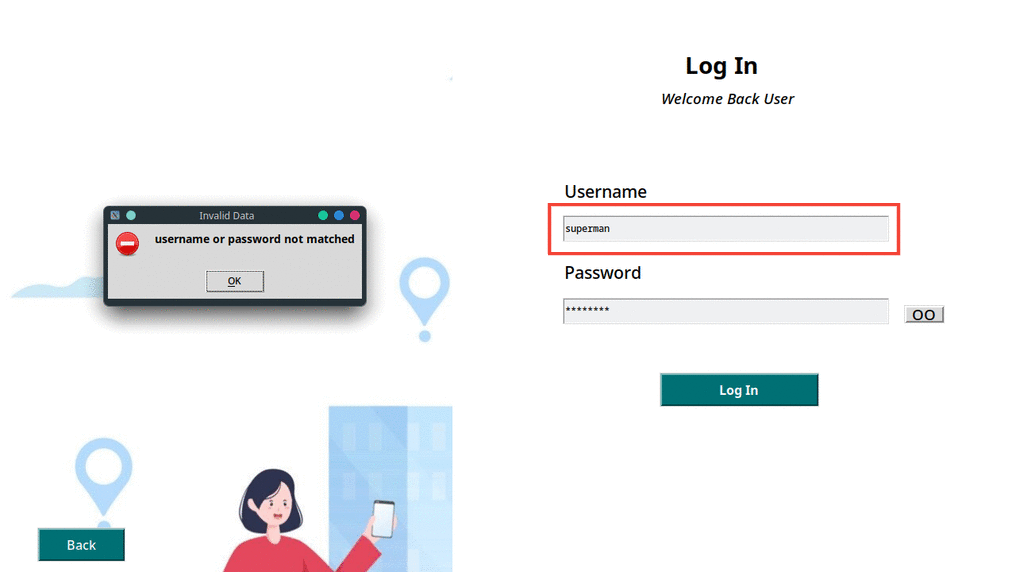 Log In
Welcome Back User
Username
superman
Password
********
OO
Log In
Invalid Data
username or password not matched
OK
Back